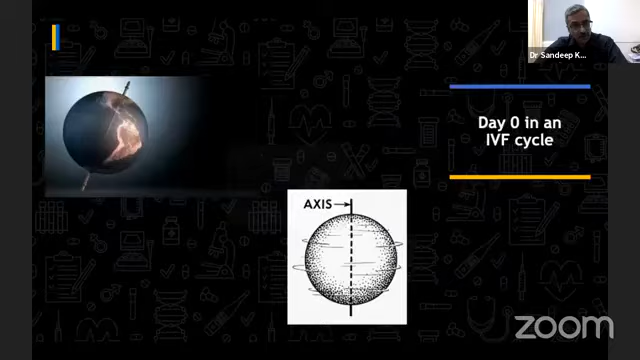 Dr Sandeep K...
Day 0 in an
IVF cycle
AXIS
zoom